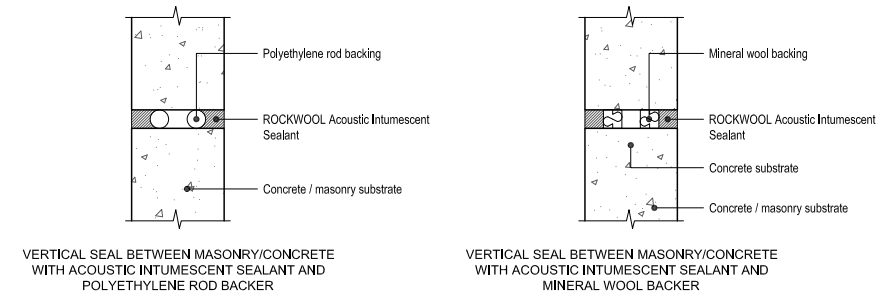 Polyethylene rod backing
ROCKWOOL Acoustic Intumescent
Sealant
Concrete / masonry substrate
VERTICAL SEAL BETWEEN MASONRY/CONCRETE
WITH ACOUSTIC INTUMESCENT SEALANT AND
POLYETHYLENE ROD BACKER
Mineral wool backing
ROCKWOOL Acoustic Intumescent
Sealant
Concrete substrate
Concrete / masonry substrate
VERTICAL SEAL BETWEEN MASONRY/CONCRETE
WITH ACOUSTIC INTUMESCENT SEALANT AND
MINERAL WOOL BACKER